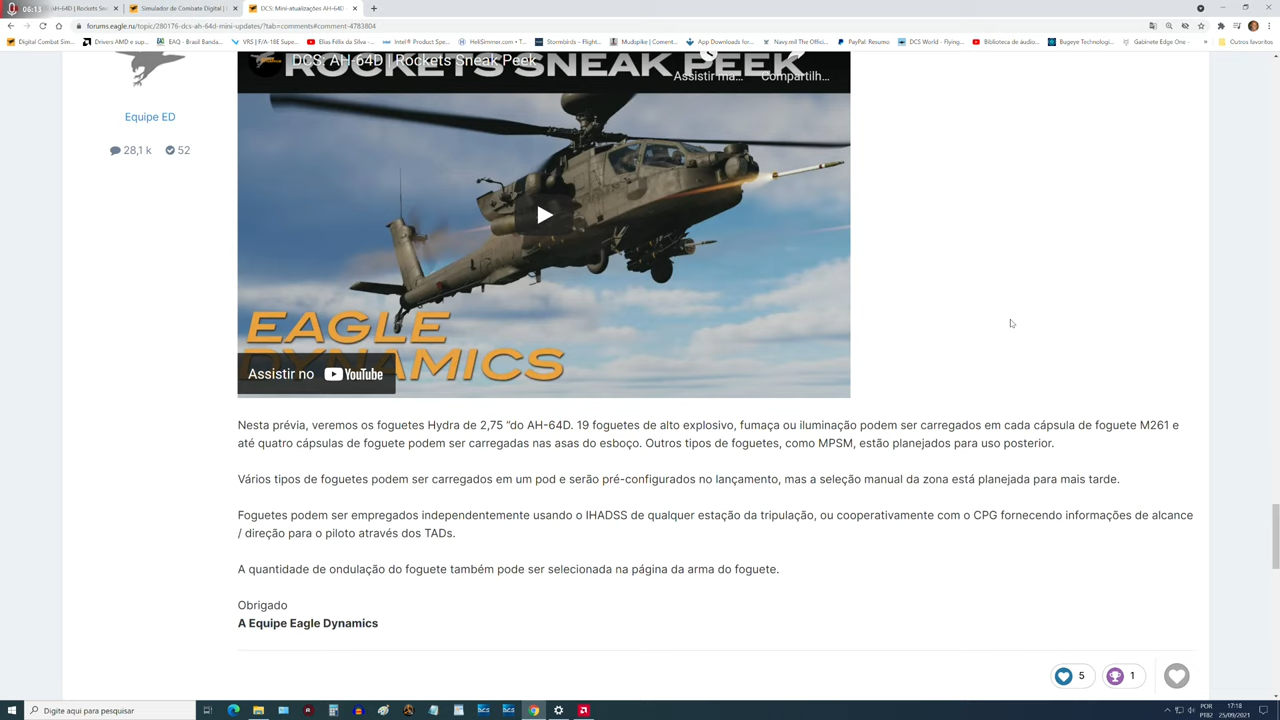 06:13
AH-64D | Rockets Sne
Simulador de Combate Digital |
DCS: Mini-atualizações AH-64D
forums.eagle.ru/topic/280176-dcs-ah-64d-mini-updates/?tab=comments#comment-4783804
Digital Combat Sim...
Drivers AMD e sup...
EAQ - Brasil Banda...
VRS | F/A-18E Supe...
Elias Félix da Silva -...
Intel® Product Spe...
HeliSimmer.com • T...
Stormbirds – Flight...
Mudspike | Coment...
App Downloads for...
Navy.mil The Offici...
PayPal: Resumo
DCS World - Flying...
Biblioteca de áudio...
Bugeye Technologi...
Gabinete Edge One -
Outros favoritos
ROCKETS SNEAK PEEK
DCS: AH-64D | Rockets Sneak Peek
Assistir ma...
Compartilh...
Equipe ED
28,1 k
52
EAGLE
DYNAMICS
Assistir no YouTube
Nesta prévia, veremos os foguetes Hydra de 2,75 "do AH-64D. 19 foguetes de alto explosivo, fumaça ou iluminação podem ser carregados em cada cápsula de foguete M261 e
até quatro cápsulas de foguete podem ser carregadas nas asas do esboço. Outros tipos de foguetes, como MPSM, estão planejados para uso posterior.
Vários tipos de foguetes podem ser carregados em um pod e serão pré-configurados no lançamento, mas a seleção manual da zona está planejada para mais tarde.
Foguetes podem ser empregados independentemente usando o IHADSS de qualquer estação da tripulação, ou cooperativamente com o CPG fornecendo informações de alcance
/ direção para o piloto através dos TADs.
A quantidade de ondulação do foguete também pode ser selecionada na página da arma do foguete.
Obrigado
A Equipe Eagle Dynamics
5
1
Digite aqui para pesquisar
POR
PTB2
17:18
25/09/2021